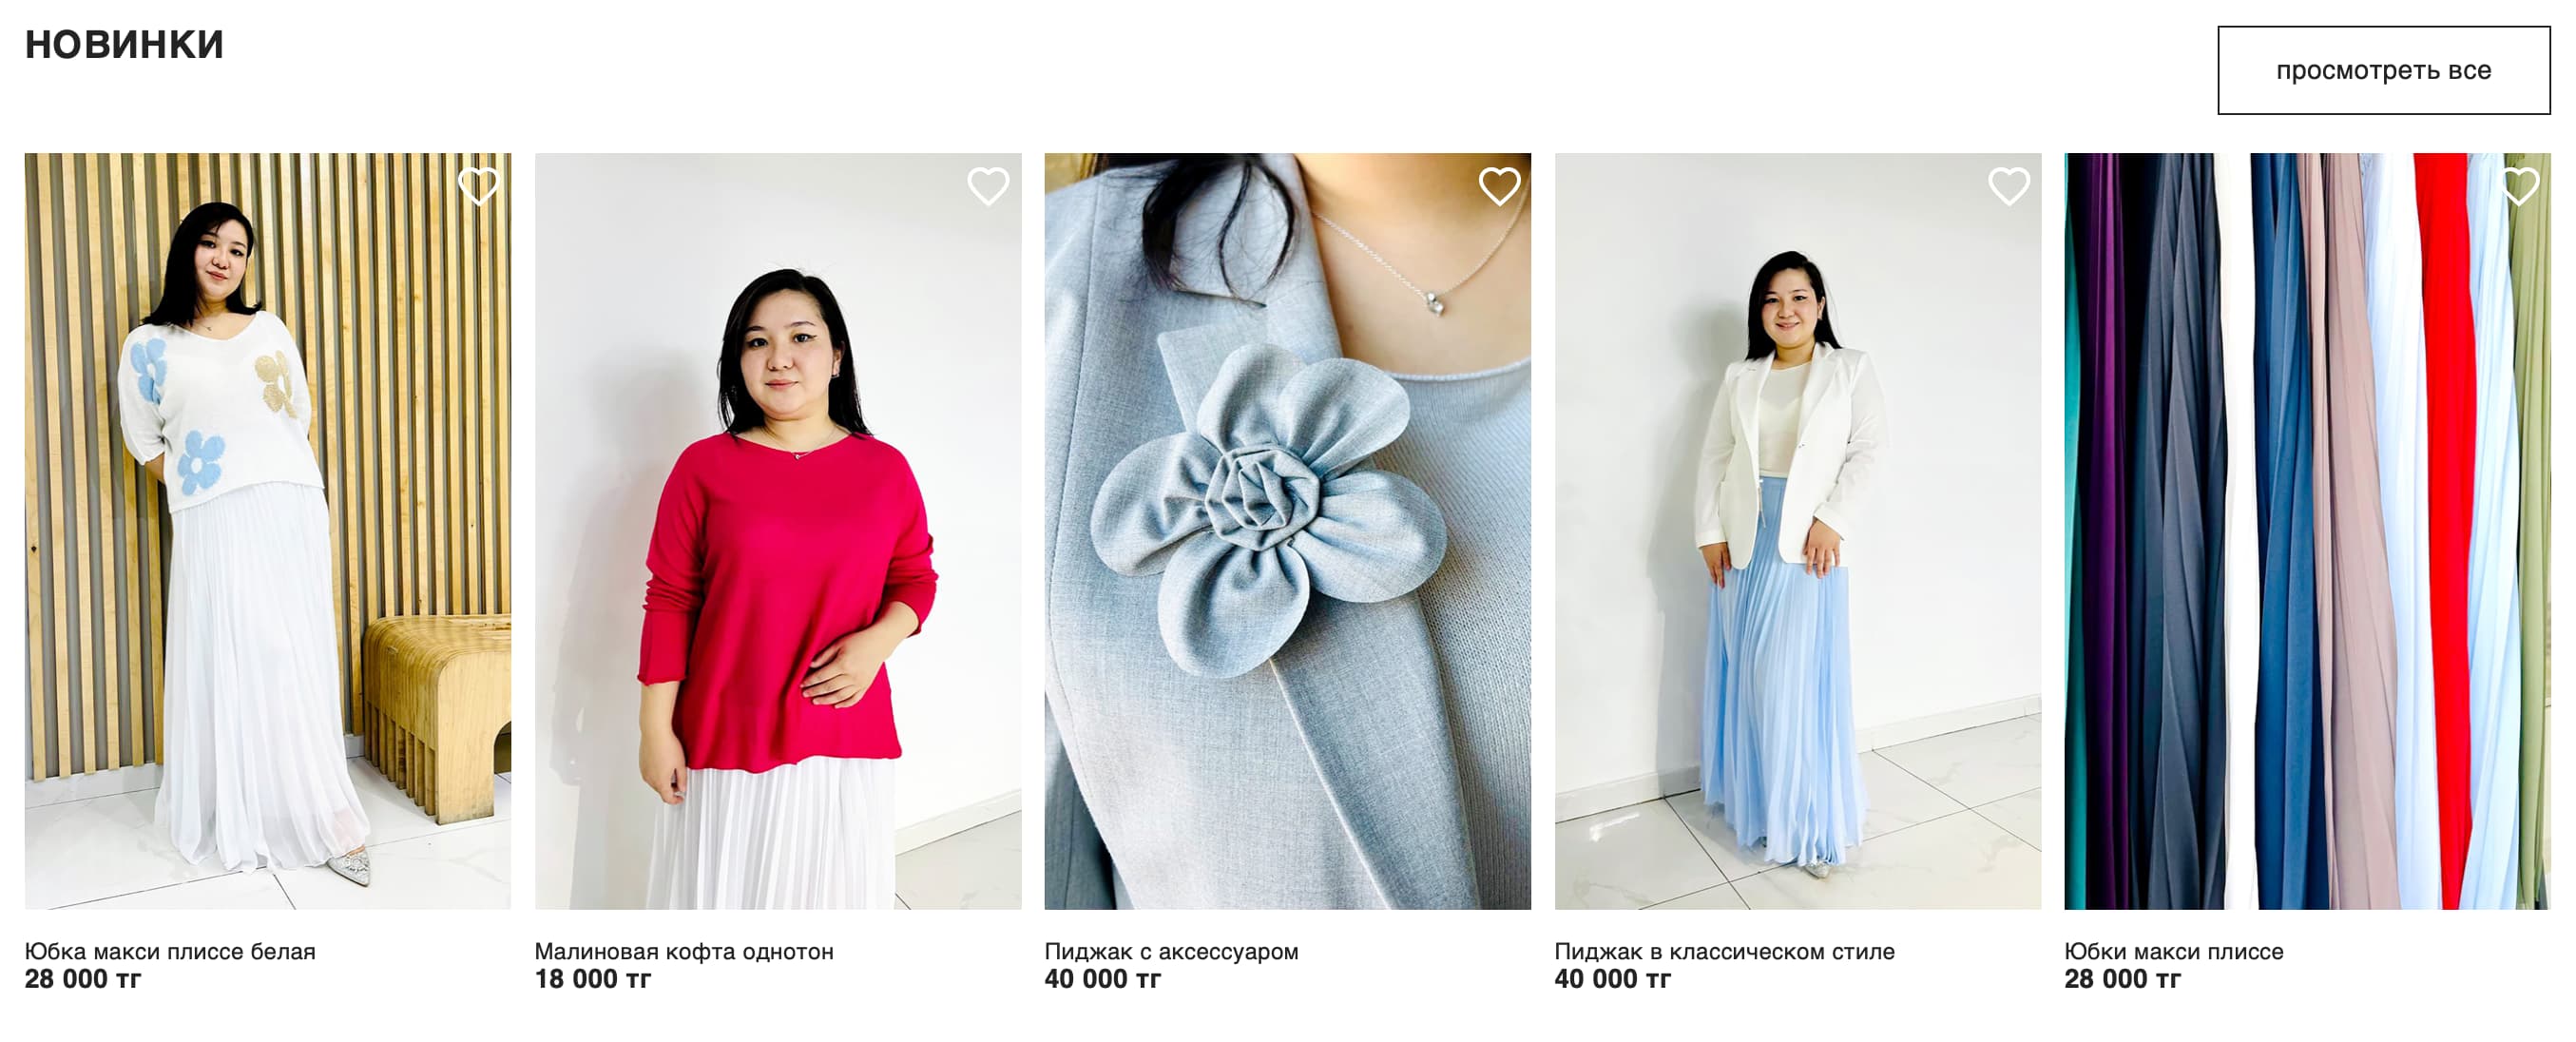 НОВИНКИ
просмотреть все
Юбка макси плиссе белая
28 000 тг
Малиновая кофта однотон
18 000 тг
Пиджак с аксессуаром
40 000 тг
Пиджак в классическом стиле
40 000 тг
Юбки макси плиссе
28 000 тг